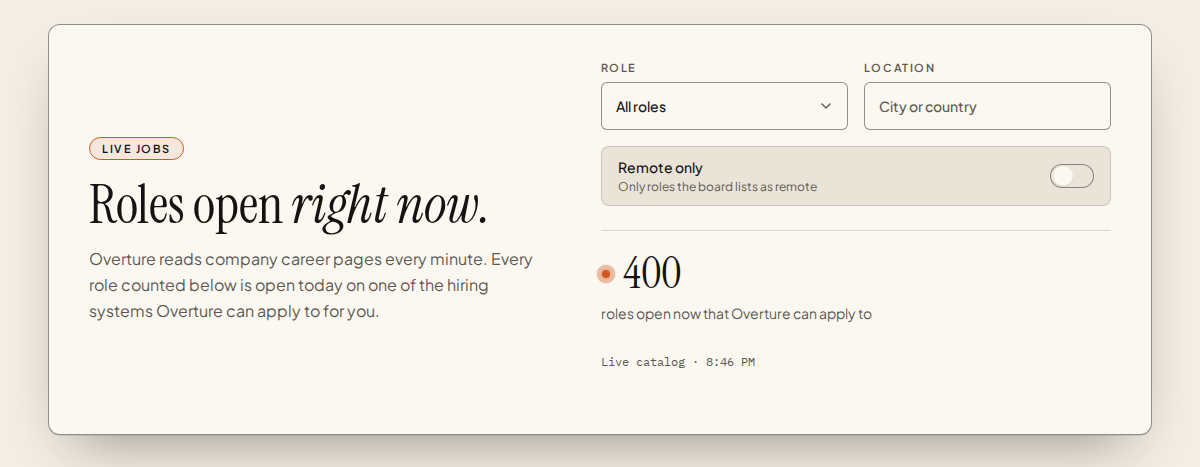 LIVE JOBS
Roles open right now.
Overture reads company career pages every minute. Every
role counted below is open today on one of the hiring
systems Overture can apply to for you.
ROLE
LOCATION
All roles
City or country
Remote only
Only roles the board lists as remote
400
roles open now that Overture can apply to
Live catalog · 8:46 PM